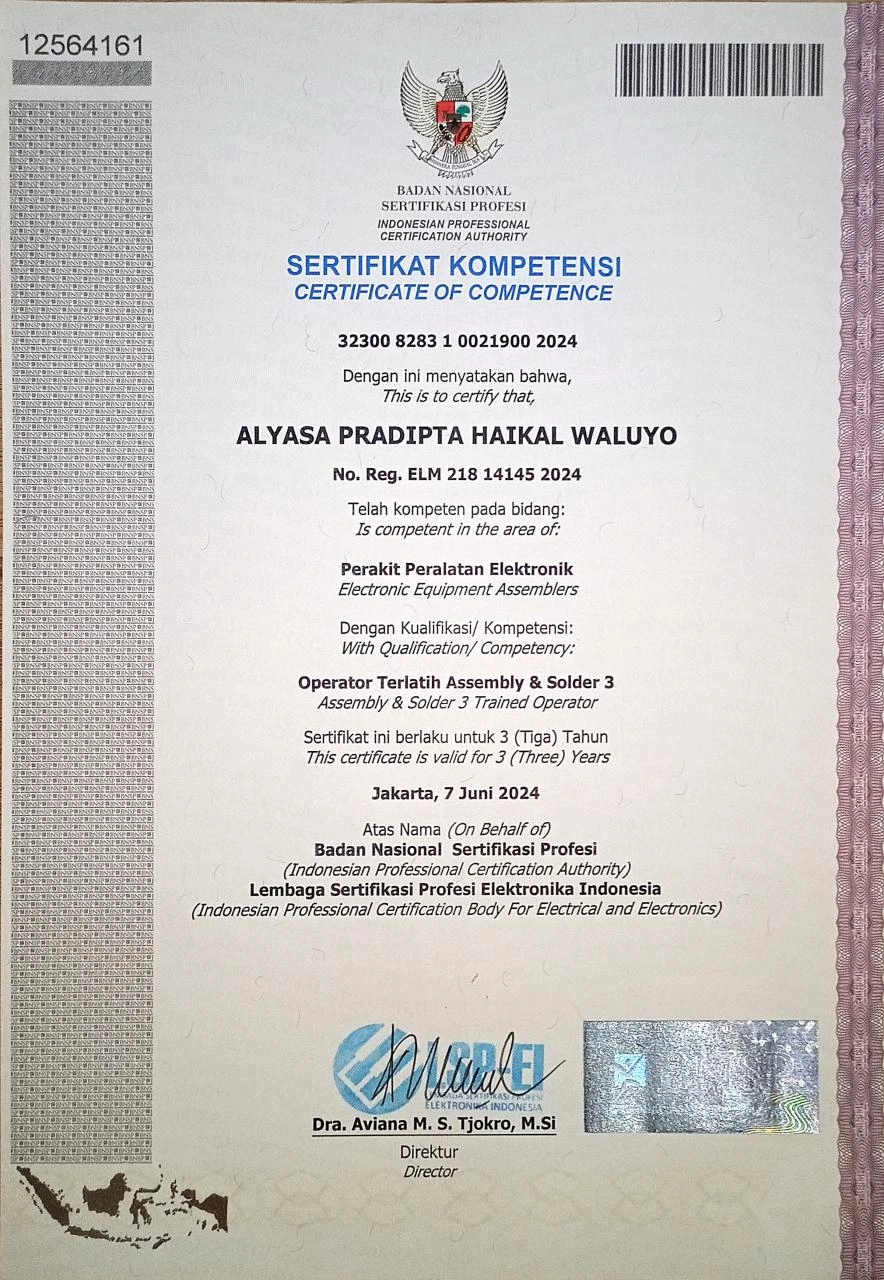 12564161
BADAN NASIONAL
SERTIFIKASI PROFESI
INDONESIAN PROFESSIONAL
CERTIFICATION AUTHORITY
SERTIFIKAT KOMPETENSI
CERTIFICATE OF COMPETENCE
32300 8283 1 0021900 2024
Dengan ini menyatakan bahwa,
This is to certify that,
ALYASA PRADIPTA HAIKAL WALUYO
No. Reg. ELM 218 14145 2024
Telah kompeten pada bidang:
Is competent in the area of:
Perakit Peralatan Elektronik
Electronic Equipment Assemblers
Dengan Kualifikasi/ Kompetensi:
With Qualification/ Competency:
Operator Terlatih Assembly & Solder 3
Assembly & Solder 3 Trained Operator
Sertifikat ini berlaku untuk 3 (Tiga) Tahun
This certificate is valid for 3 (Three) Years
Jakarta, 7 Juni 2024
Atas Nama (On Behalf of)
Badan Nasional  Sertifikasi Profesi
(Indonesian Professional Certification Authority)
Lembaga Sertifikasi Profesi Elektronika Indonesia
(Indonesian Professional Certification Body For Electrical and Electronics)
LSP-EI
LEMBAGA SERTIFIKASI PROFESI
ELEKTRONIKA INDONESIA
Dra. Aviana M. S. Tjokro, M.Si
Direktur
Director